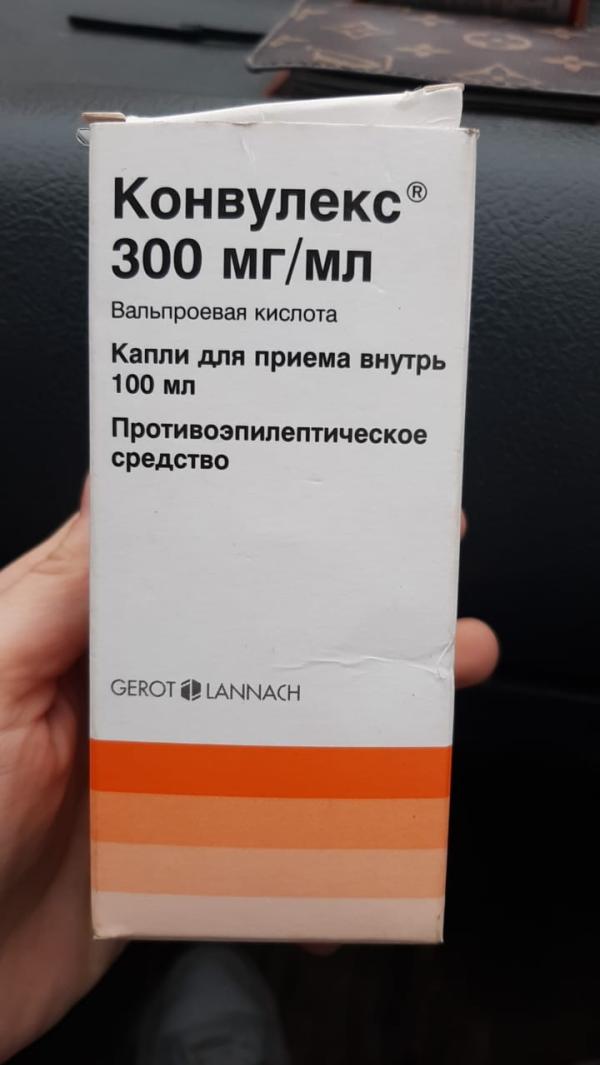 Конвулекс®
300 мг/мл
Вальпроевая кислота
Капли для приема внутрь
100 мл
Противоэпилептическое
средство
GEROT LANNACH